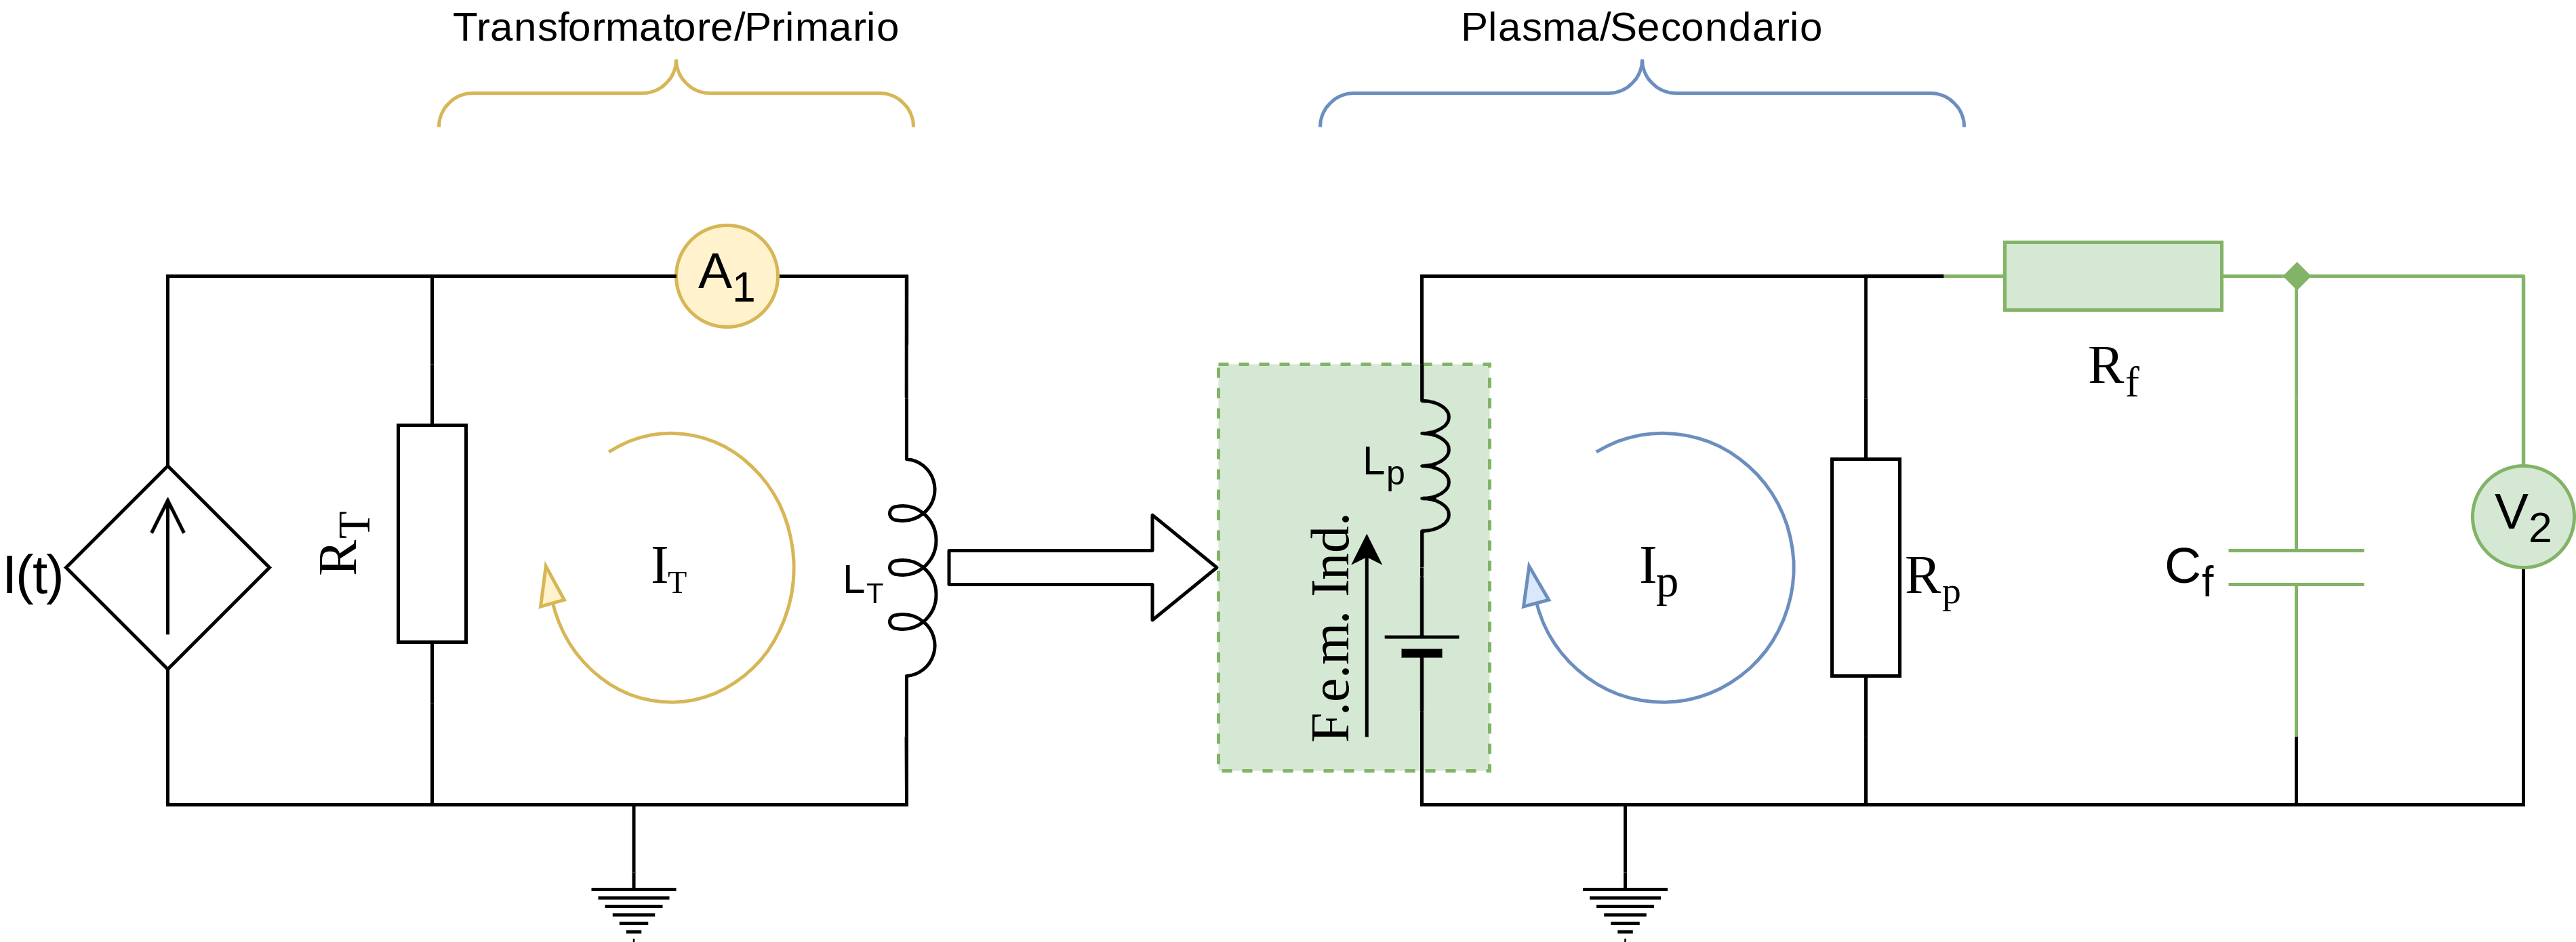 Transformatore/Primario
Plasma/Secondario
A1
Rf
Lp
V2
I(t)
RT
IT
LT
F.e.m. Ind.
Ip
Rp
Cf